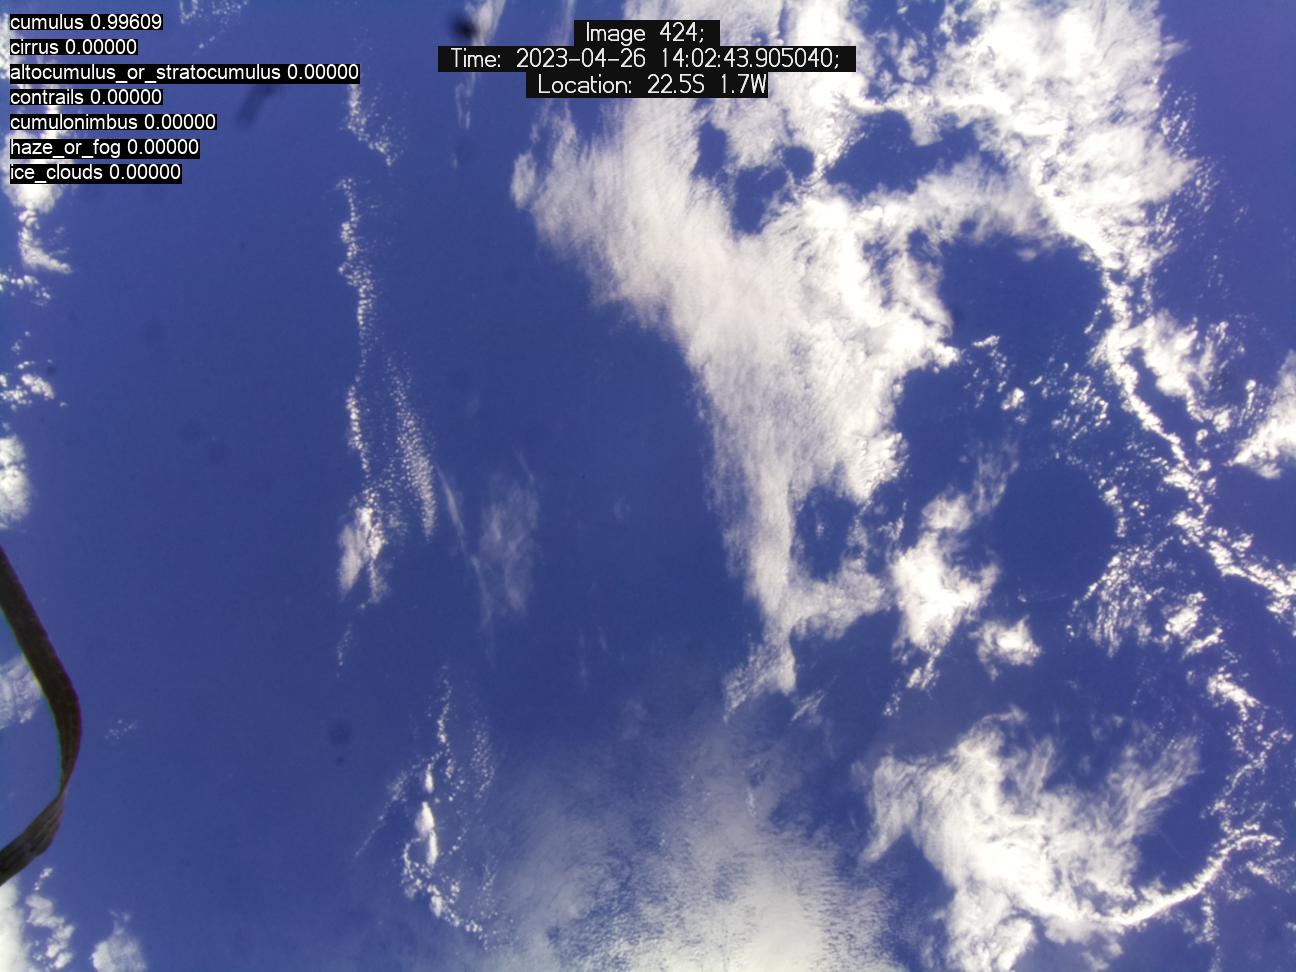 cumulus 0.99609
cirrus 0.00000
altocumulus_or_stratocumulus 0.00000
contrails 0.00000
cumulonimbus 0.00000
haze_or_fog 0.00000
ice_clouds 0.00000
Image 424;
Time: 2023-04-26 14:02:43.905040;
Location: 22.5S 1.7W